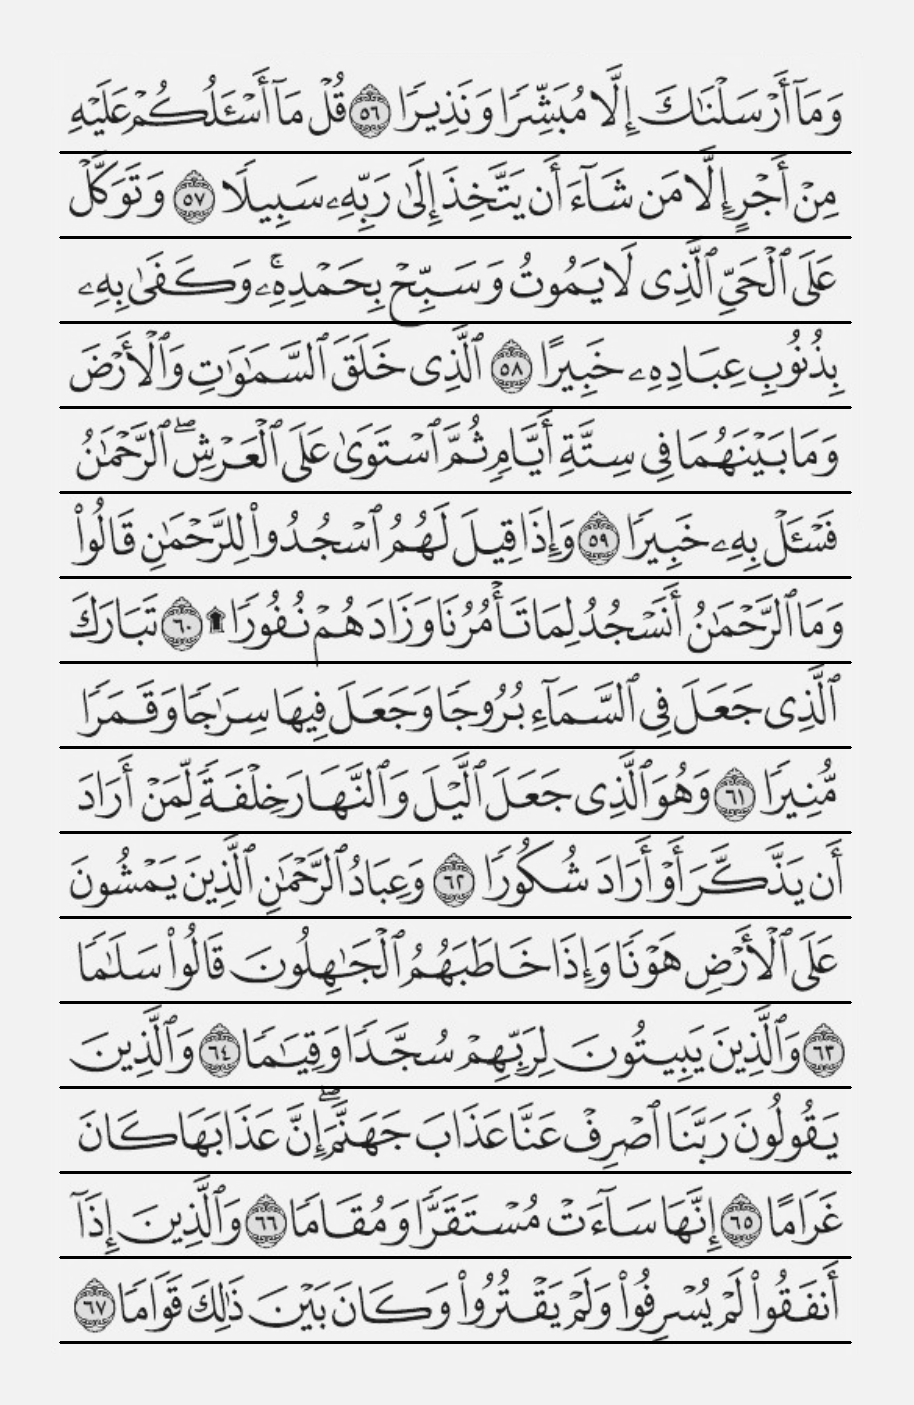 وَمَآ أَرۡسَلۡنَٰكَ إِلَّا مُبَشِّرٗا وَنَذِيرٗا ٥٦ قُلۡ مَآ أَسۡـَٔلُكُمۡ عَلَيۡهِ
مِنۡ أَجۡرٍ إِلَّا مَن شَآءَ أَن يَتَّخِذَ إِلَىٰ رَبِّهِۦ سَبِيلٗا ٥٧ وَتَوَكَّلۡ
عَلَى ٱلۡحَيِّ ٱلَّذِي لَا يَمُوتُ وَسَبِّحۡ بِحَمۡدِهِۦۚ وَكَفَىٰ بِهِۦ
بِذُنُوبِ عِبَادِهِۦ خَبِيرًا ٥٨ ٱلَّذِي خَلَقَ ٱلسَّمَٰوَٰتِ وَٱلۡأَرۡضَ
وَمَا بَيۡنَهُمَا فِي سِتَّةِ أَيَّامٖ ثُمَّ ٱسۡتَوَىٰ عَلَى ٱلۡعَرۡشِۖ ٱلرَّحۡمَٰنُ
فَسۡـَٔلۡ بِهِۦ خَبِيرٗا ٥٩ وَإِذَا قِيلَ لَهُمُ ٱسۡجُدُواْ لِلرَّحۡمَٰنِ قَالُواْ
وَمَا ٱلرَّحۡمَٰنُ أَنَسۡجُدُ لِمَا تَأۡمُرُنَا وَزَادَهُمۡ نُفُورٗا ۩ ٦٠ تَبَارَكَ
ٱلَّذِي جَعَلَ فِي ٱلسَّمَآءِ بُرُوجٗا وَجَعَلَ فِيهَا سِرَٰجٗا وَقَمَرٗا
مُّنِيرٗا ٦١ وَهُوَ ٱلَّذِي جَعَلَ ٱلَّيۡلَ وَٱلنَّهَارَ خِلۡفَةٗ لِّمَنۡ أَرَادَ
أَن يَذَّكَّرَ أَوۡ أَرَادَ شُكُورٗا ٦٢ وَعِبَادُ ٱلرَّحۡمَٰنِ ٱلَّذِينَ يَمۡشُونَ
عَلَى ٱلۡأَرۡضِ هَوۡنٗا وَإِذَا خَاطَبَهُمُ ٱلۡجَٰهِلُونَ قَالُواْ سَلَٰمٗا
٦٣ وَٱلَّذِينَ يَبِيتُونَ لِرَبِّهِمۡ سُجَّدٗا وَقِيَٰمٗا ٦٤ وَٱلَّذِينَ
يَقُولُونَ رَبَّنَا ٱصۡرِفۡ عَنَّا عَذَابَ جَهَنَّمَۖ إِنَّ عَذَابَهَا كَانَ
غَرَامًا ٦٥ إِنَّهَا سَآءَتۡ مُسۡتَقَرّٗا وَمُقَامٗا ٦٦ وَٱلَّذِينَ إِذَآ
أَنفَقُواْ لَمۡ يُسۡرِفُواْ وَلَمۡ يَقۡتُرُواْ وَكَانَ بَيۡنَ ذَٰلِكَ قَوَامٗا ٦٧